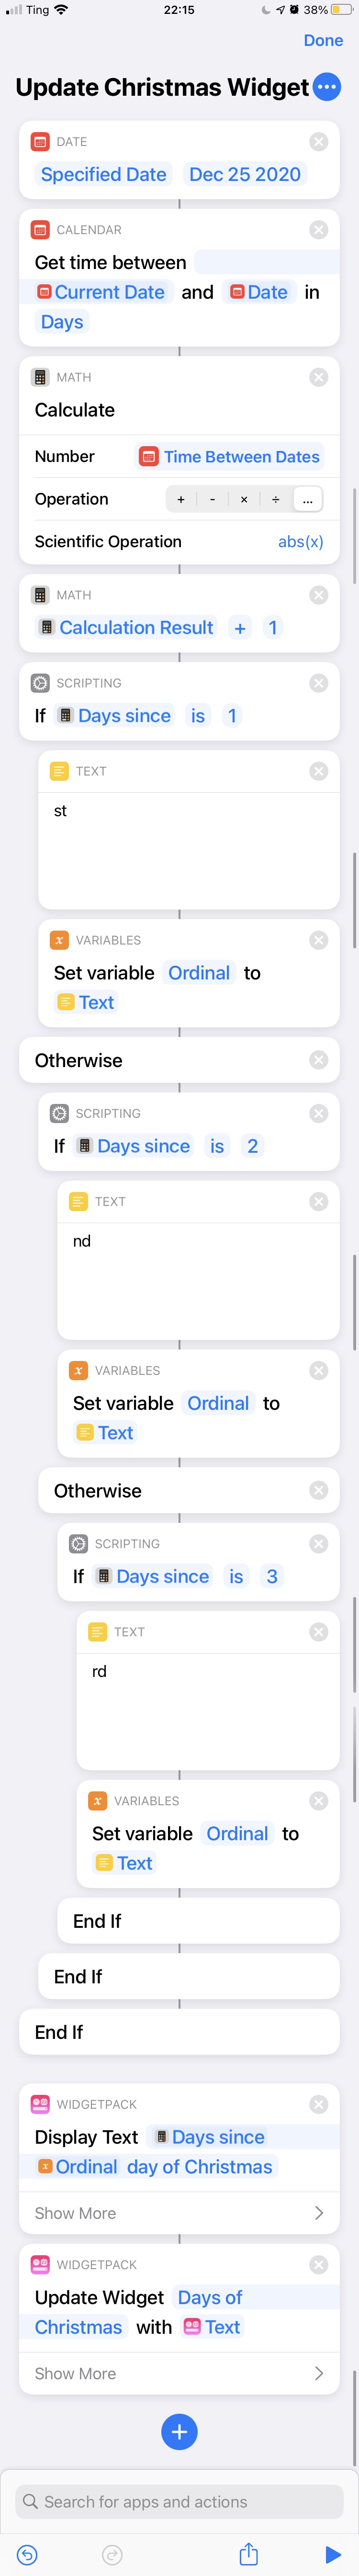 Ting 22:15 38%
Done
Update Christmas Widget
DATE
Specified Date Dec 25 2020
CALENDAR
Get time between
Current Date and Date in
Days
MATH
Calculate
Number Time Between Dates
Operation + - × ÷ ...
Scientific Operation abs(x)
MATH
Calculation Result + 1
SCRIPTING
If Days since is 1
TEXT
st
VARIABLES
Set variable Ordinal to
Text
Otherwise
SCRIPTING
If Days since is 2
TEXT
nd
VARIABLES
Set variable Ordinal to
Text
Otherwise
SCRIPTING
If Days since is 3
TEXT
rd
VARIABLES
Set variable Ordinal to
Text
End If
End If
End If
WIDGETPACK
Display Text Days since
Ordinal day of Christmas
Show More
WIDGETPACK
Update Widget Days of
Christmas with Text
Show More
Search for apps and actions